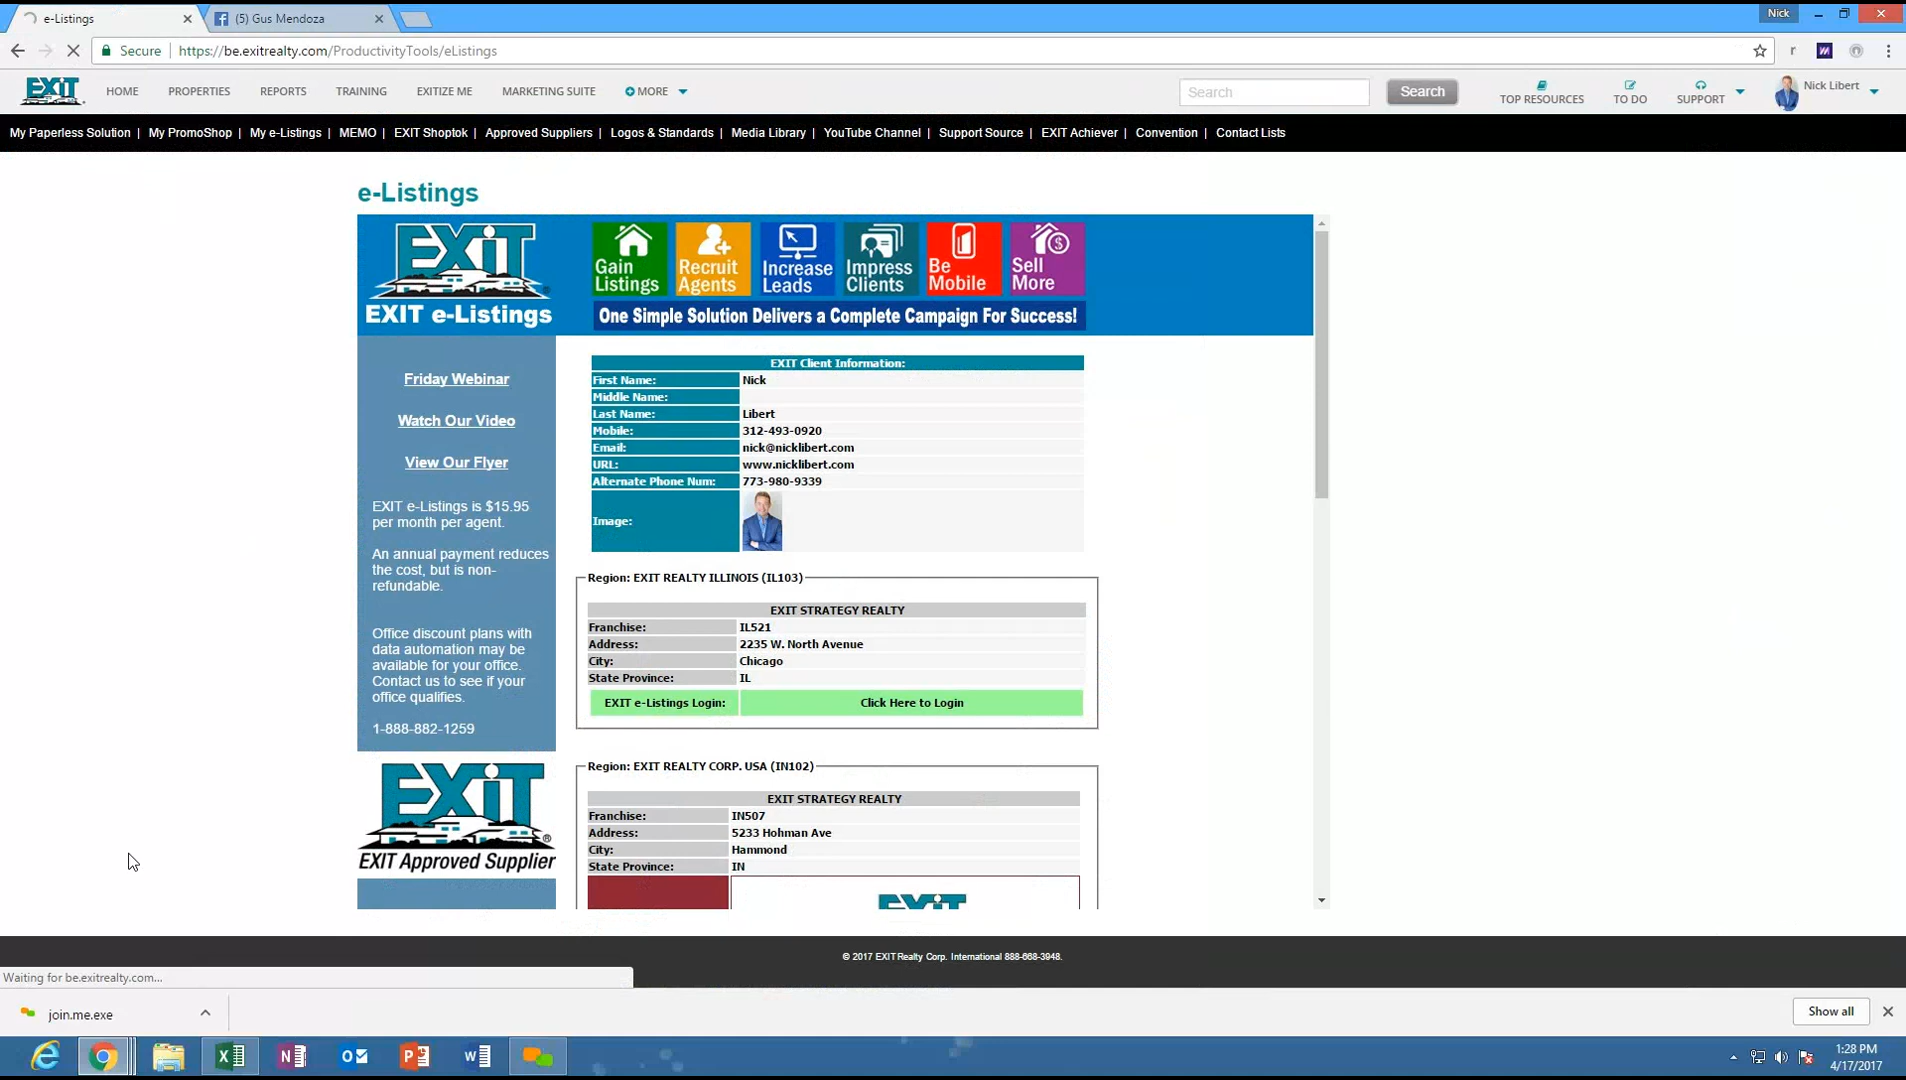 e-Listings
(5) Gus Mendoza
Nick
Secure
https://be.exitrealty.com/ProductivityTools/eListings
EXIT
HOME
PROPERTIES
REPORTS
TRAINING
EXITIZE ME
MARKETING SUITE
MORE
Search
Search
TOP RESOURCES
TO DO
SUPPORT
Nick Libert
My Paperless Solution | My PromoShop | My e-Listings | MEMO | EXIT Shoptok | Approved Suppliers | Logos & Standards | Media Library | YouTube Channel | Support Source | EXIT Achiever | Convention | Contact Lists
e-Listings
EXIT
EXIT e-Listings
Gain Listings
Recruit Agents
Increase Leads
Impress Clients
Be Mobile
Sell More
One Simple Solution Delivers a Complete Campaign For Success!
Friday Webinar
Watch Our Video
View Our Flyer
EXIT e-Listings is $15.95
per month per agent.
An annual payment reduces
the cost, but is non-
refundable.
Office discount plans with
data automation may be
available for your office.
Contact us to see if your
office qualifies.
1-888-882-1259
EXIT
EXIT Approved Supplier
EXIT Client Information:
First Name: Nick
Middle Name:
Last Name: Libert
Mobile: 312-493-0920
Email: nick@nicklibert.com
URL: www.nicklibert.com
Alternate Phone Num: 773-980-9339
Image:
Region: EXIT REALTY ILLINOIS (IL103)
EXIT STRATEGY REALTY
Franchise: IL521
Address: 2235 W. North Avenue
City: Chicago
State Province: IL
EXIT e-Listings Login: Click Here to Login
Region: EXIT REALTY CORP. USA (IN102)
EXIT STRATEGY REALTY
Franchise: IN507
Address: 5233 Hohman Ave
City: Hammond
State Province: IN
EXIT
© 2017 EXIT Realty Corp. International 888-668-3948.
Waiting for be.exitrealty.com...
join.me.exe
Show all
1:28 PM
4/17/2017